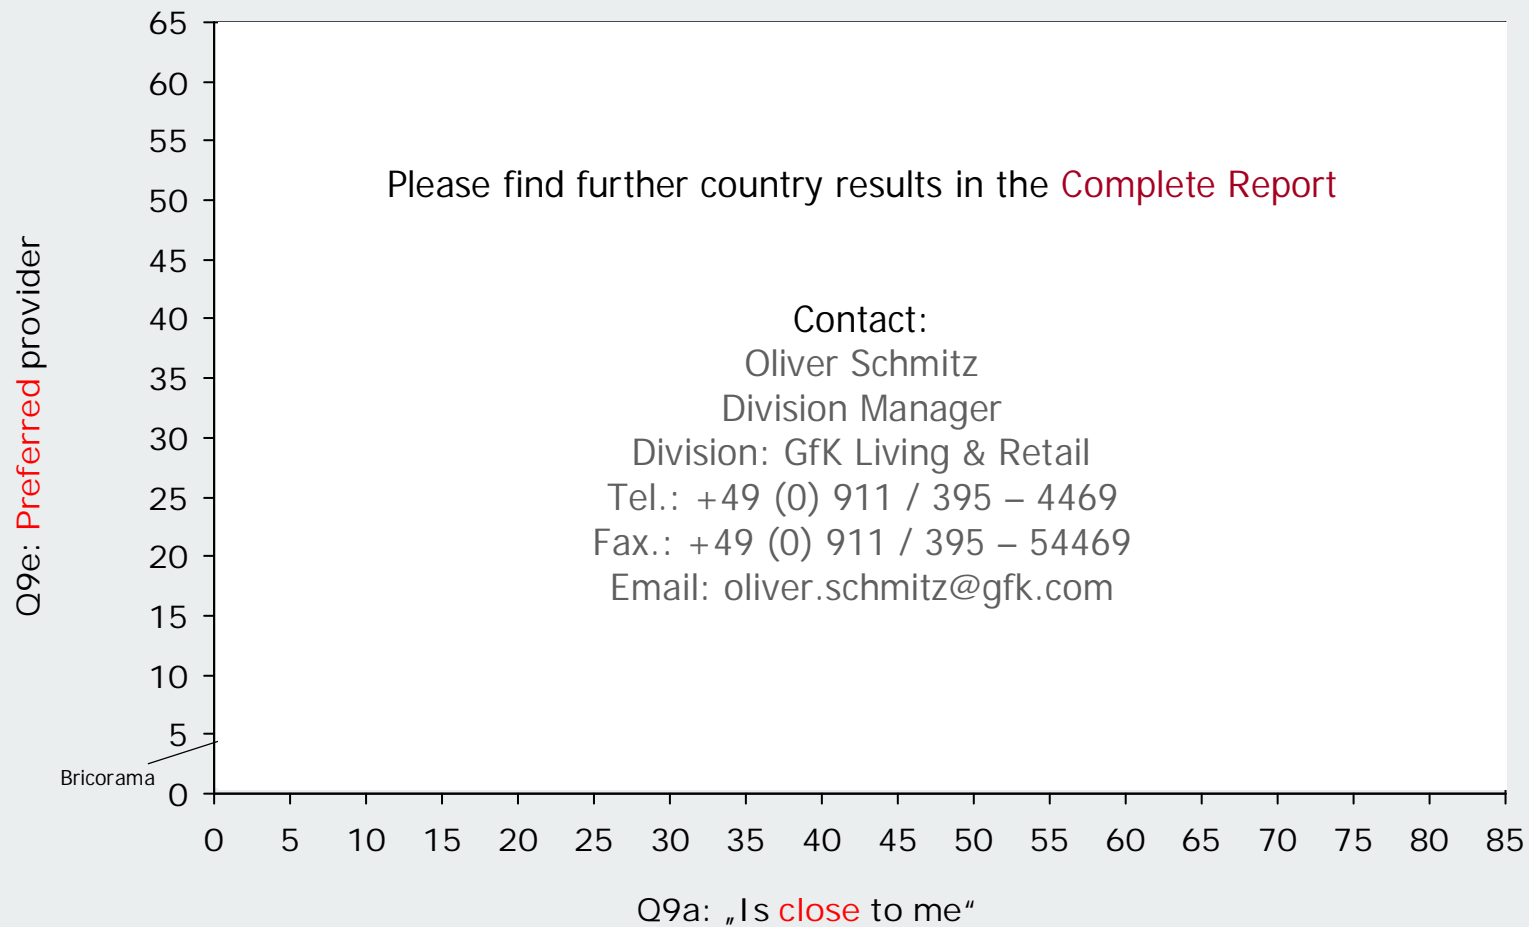 65
60
55
50
45
40
35
30
25
20
15
10
5
0
Q9e: Preferred provider
Please find further country results in the Complete Report
Contact:
Oliver Schmitz
Division Manager
Division: GfK Living & Retail
Tel.: +49 (0) 911 / 395 – 4469
Fax.: +49 (0) 911 / 395 – 54469
Email: oliver.schmitz@gfk.com
Bricorama
0 5 10 15 20 25 30 35 40 45 50 55 60 65 70 75 80 85
Q9a: „Is close to me“